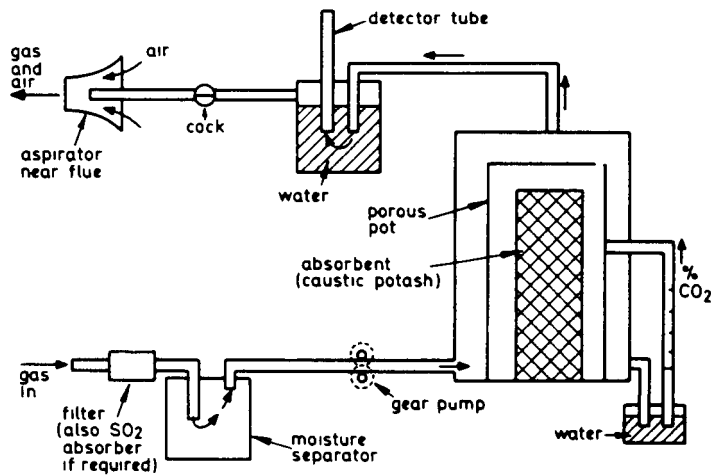 detector tube
gas
and
air
air
cock
aspirator
near flue
water
porous
pot
absorbent
(caustic potash)
%
CO2
gas
in
gear pump
filter
(also SO2
absorber
if required)
moisture
separator
water